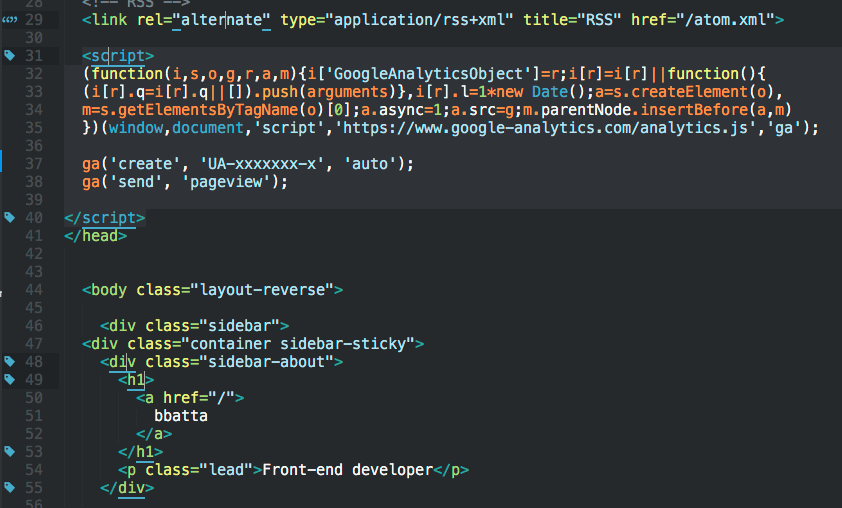 28 <!-- RSS -->
29 <link rel="alternate" type="application/rss+xml" title="RSS" href="/atom.xml">
30
31 <script>
32 (function(i,s,o,g,r,a,m){i['GoogleAnalyticsObject']=r;i[r]=i[r]||function(){
33 (i[r].q=i[r].q||[]).push(arguments)},i[r].l=1*new Date();a=s.createElement(o),
34 m=s.getElementsByTagName(o)[0];a.async=1;a.src=g;m.parentNode.insertBefore(a,m)
35 })(window,document,'script','https://www.google-analytics.com/analytics.js','ga');
36
37 ga('create', 'UA-xxxxxxx-x', 'auto');
38 ga('send', 'pageview');
39
40 </script>
41 </head>
42
43
44 <body class="layout-reverse">
45
46 <div class="sidebar">
47 <div class="container sidebar-sticky">
48 <div class="sidebar-about">
49 <h1>
50 <a href="/">
51 bbatta
52 </a>
53 </h1>
54 <p class="lead">Front-end developer</p>
55 </div>
56